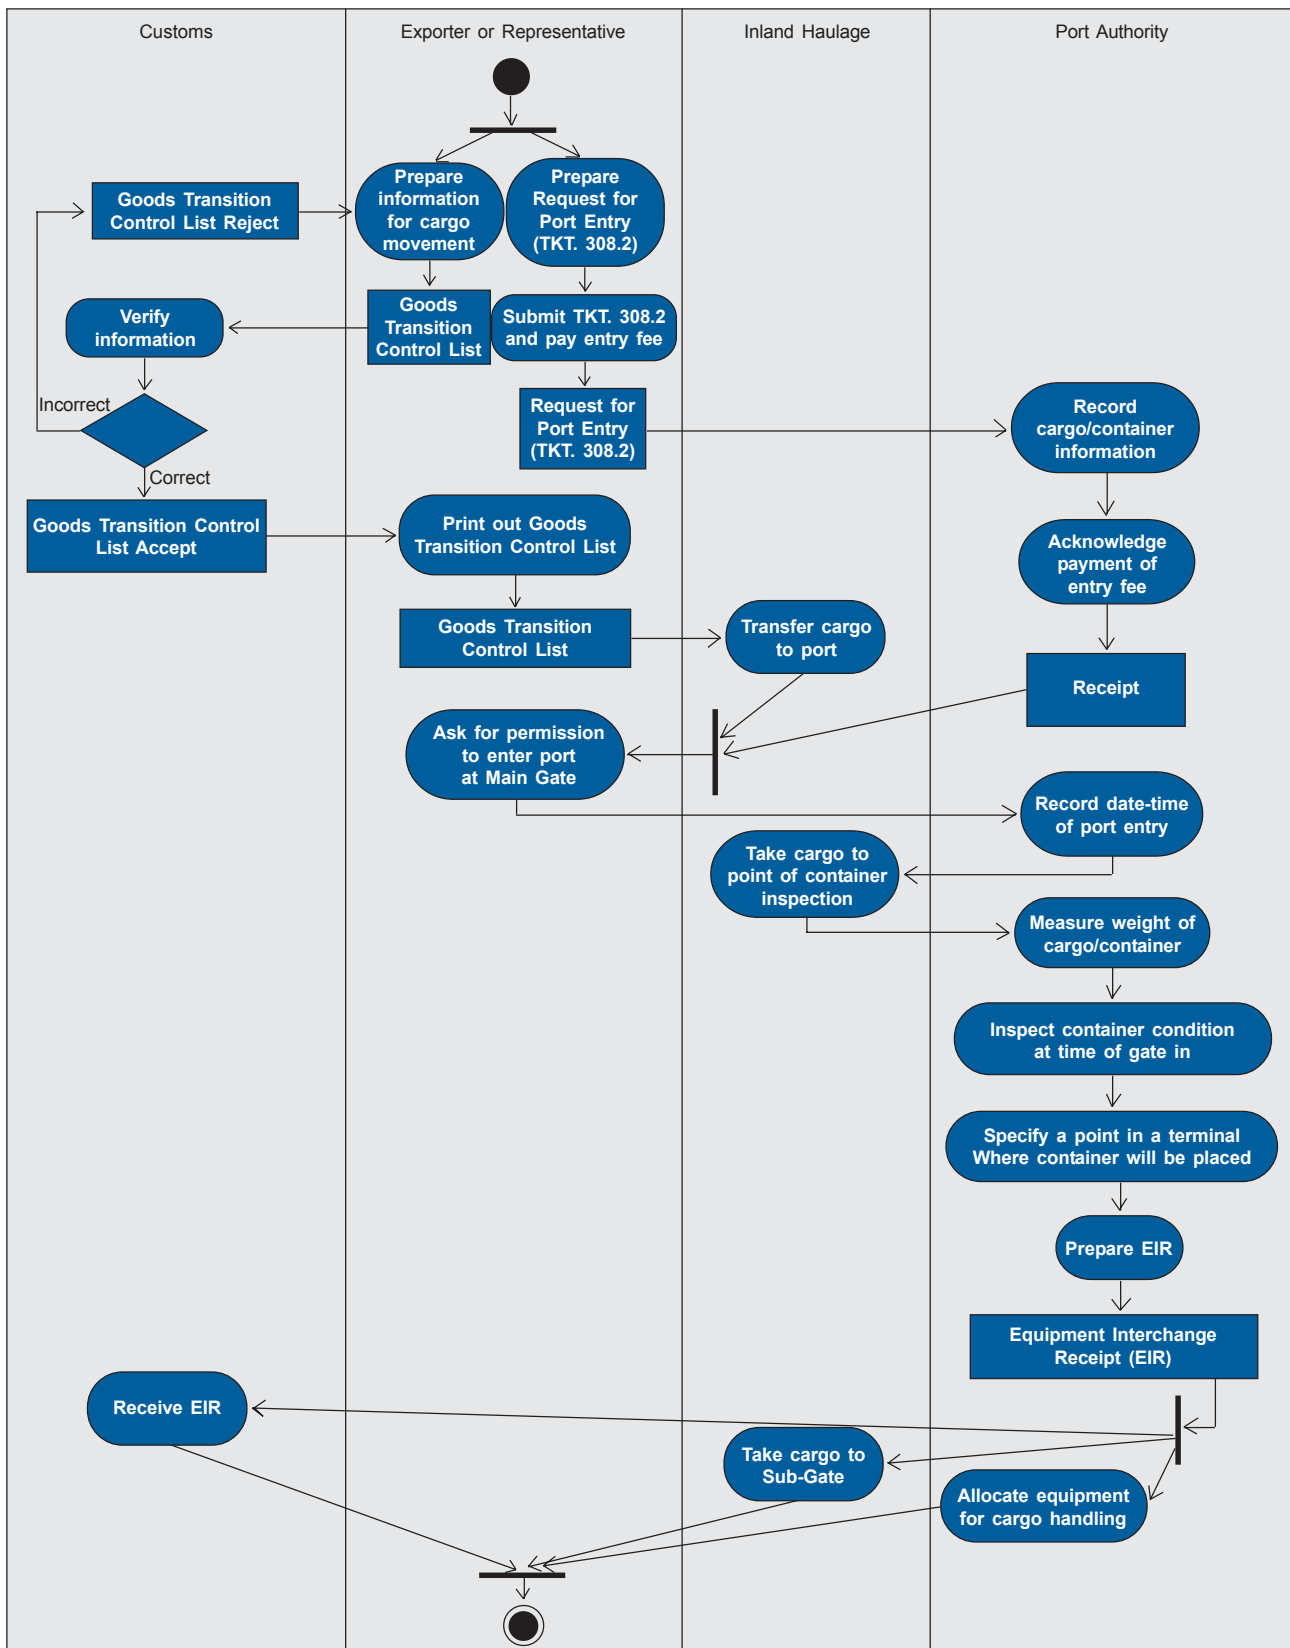 Customs
Exporter or Representative
Inland Haulage
Port Authority
Goods Transition
Control List Reject
Prepare
information
for cargo
movement
Prepare
Request for
Port Entry
(TKT. 308.2)
Verify
information
Goods
Transition
Control List
Submit TKT. 308.2
and pay entry fee
Incorrect
Correct
Request for
Port Entry
(TKT. 308.2)
Record
cargo/container
information
Goods Transition Control
List Accept
Print out Goods
Transition Control List
Acknowledge
payment of
entry fee
Goods Transition
Control List
Transfer cargo
to port
Receipt
Ask for permission
to enter port
at Main Gate
Record date-time
of port entry
Take cargo to
point of container
inspection
Measure weight of
cargo/container
Inspect container condition
at time of gate in
Specify a point in a terminal
Where container will be placed
Prepare EIR
Equipment Interchange
Receipt (EIR)
Receive EIR
Take cargo to
Sub-Gate
Allocate equipment
for cargo handling